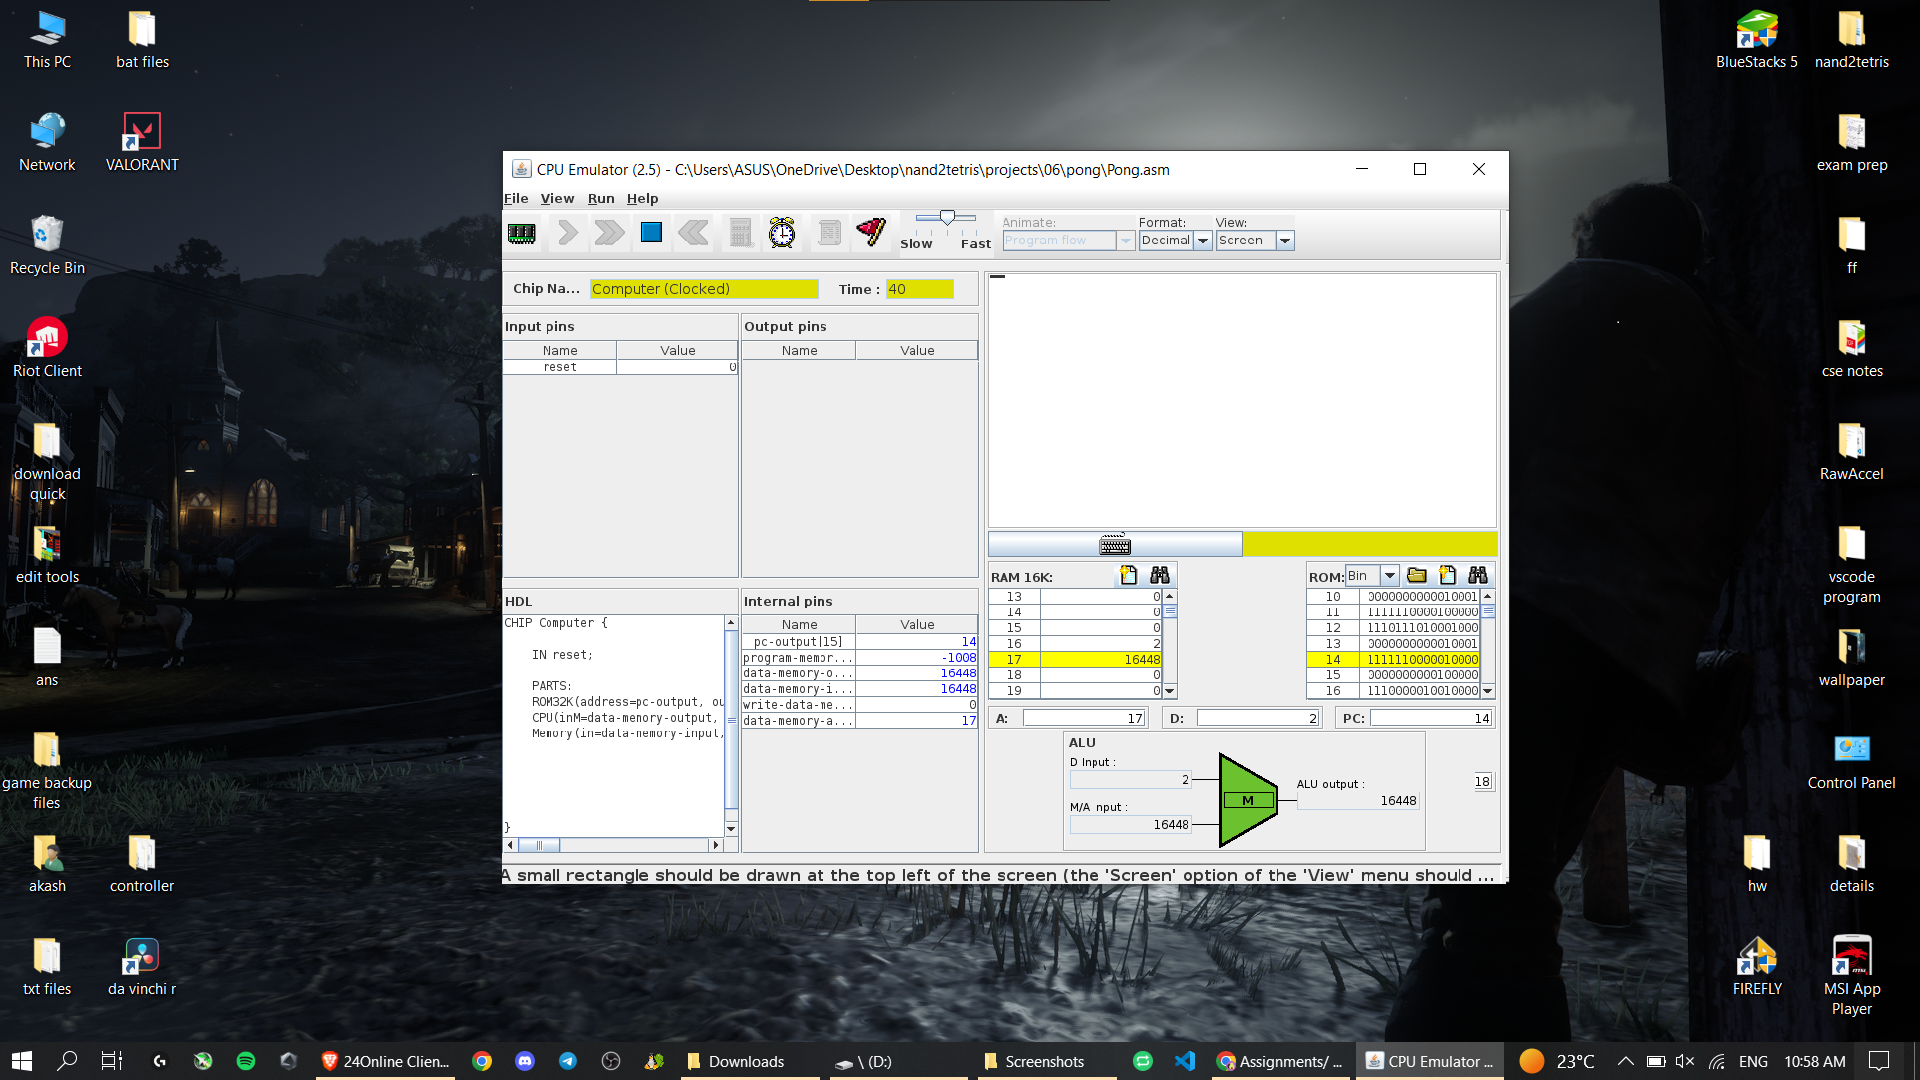 This PC
bat files
Network
VALORANT
Recycle Bin
Riot Client
download
quick
edit tools
ans
game backup
files
akash
controller
txt files
da vinchi r
BlueStacks 5
nand2tetris
exam prep
ff
cse notes
RawAccel
vscode
program
wallpaper
Control Panel
hw
details
FIREFLY
MSI App
Player
CPU Emulator (2.5) - C:\Users\ASUS\OneDrive\Desktop\nand2tetris\projects\06\pong\Pong.asm
File View Run Help
Slow Fast
Animate: Format: View:
Program flow Decimal Screen
Chip Na... Computer (Clocked) Time : 40
Input pins
Name Value
reset 0
Output pins
Name Value
HDL
CHIP Computer {
IN reset;
PARTS:
ROM32K(address=pc-output, ou
CPU(inM=data-memory-output,
Memory(in=data-memory-input,
}
Internal pins
Name Value
pc-output[15] 14
program-memor... -1008
data-memory-o... 16448
data-memory-i... 16448
write-data-me... 0
data-memory-a... 17
RAM 16K:
13 0
14 0
15 0
16 2
17 16448
18 0
19 0
ROM: Bin
10 0000000000010001
11 1111110000100000
12 1110111010001000
13 0000000000010001
14 1111110000010000
15 0000000000010000
16 1110000010010000
A: 17 D: 2 PC: 14
ALU
D Input :
2
M/A nput :
16448
M
ALU output :
16448
18
A small rectangle should be drawn at the top left of the screen (the 'Screen' option of the 'View' menu should ...
24Online Clien...
Downloads
\ (D:)
Screenshots
Assignments/ ...
CPU Emulator ...
23°C
ENG
10:58 AM